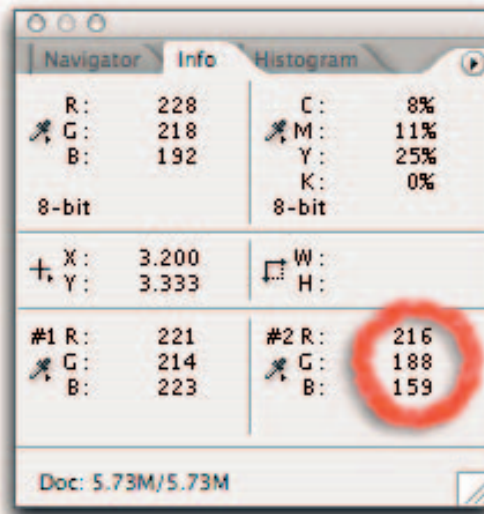 Navigator Info Histogram
R: 228 C: 8%
G: 218 M: 11%
B: 192 Y: 25%
K: 0%
8-bit 8-bit
X: 3.200 W:
Y: 3.333 H:
#1 R: 221 #2 R: 216
G: 214 G: 188
B: 223 B: 159
Doc: 5.73M/5.73M